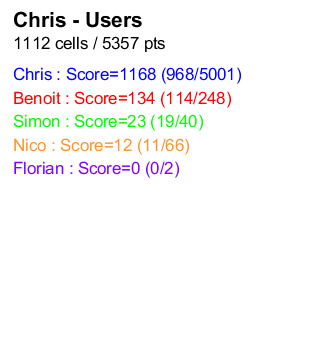 Chris - Users
1112 cells / 5357 pts
Chris : Score=1168 (968/5001)
Benoit : Score=134 (114/248)
Simon : Score=23 (19/40)
Nico : Score=12 (11/66)
Florian : Score=0 (0/2)